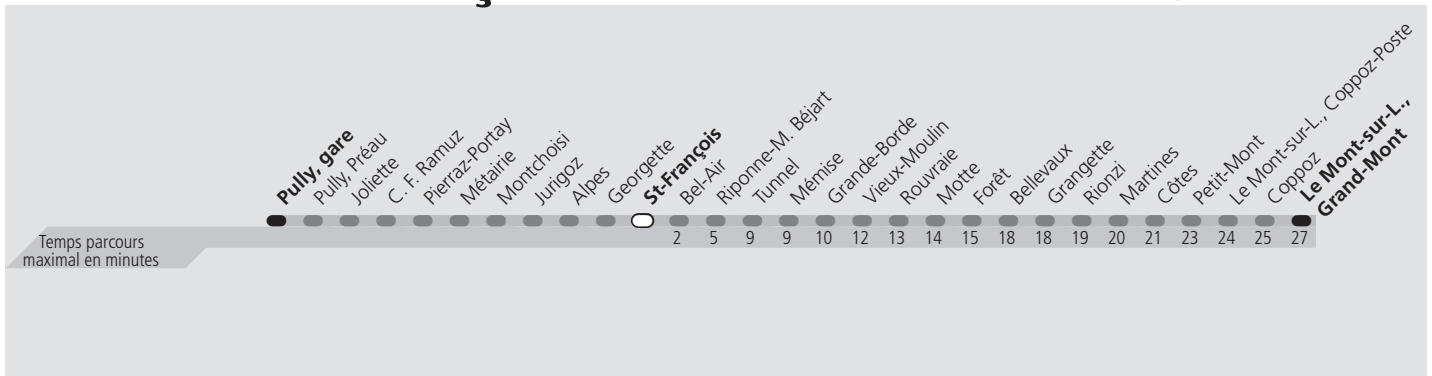 Pully, gare
Pully, Préau
Joliette
C. F. Ramuz
Pierraz-Portay
Métairie
Montchoisi
Jurigoz
Alpes
Georgette
St-François
Bel-Air
Riponne-M. Béjart
Tunnel
Mémise
Grande-Borde
Vieux-Moulin
Rouvraie
Motte
Forêt
Bellevaux
Grangette
Rionzi
Martines
Côtes
Petit-Mont
Le Mont-sur-L., Coppoz-Poste
Coppoz
Le Mont-sur-L.,
Grand-Mont
Temps parcours
maximal en minutes
2 5 9 9 10 12 13 14 15 18 18 19 20 21 23 24 25 27